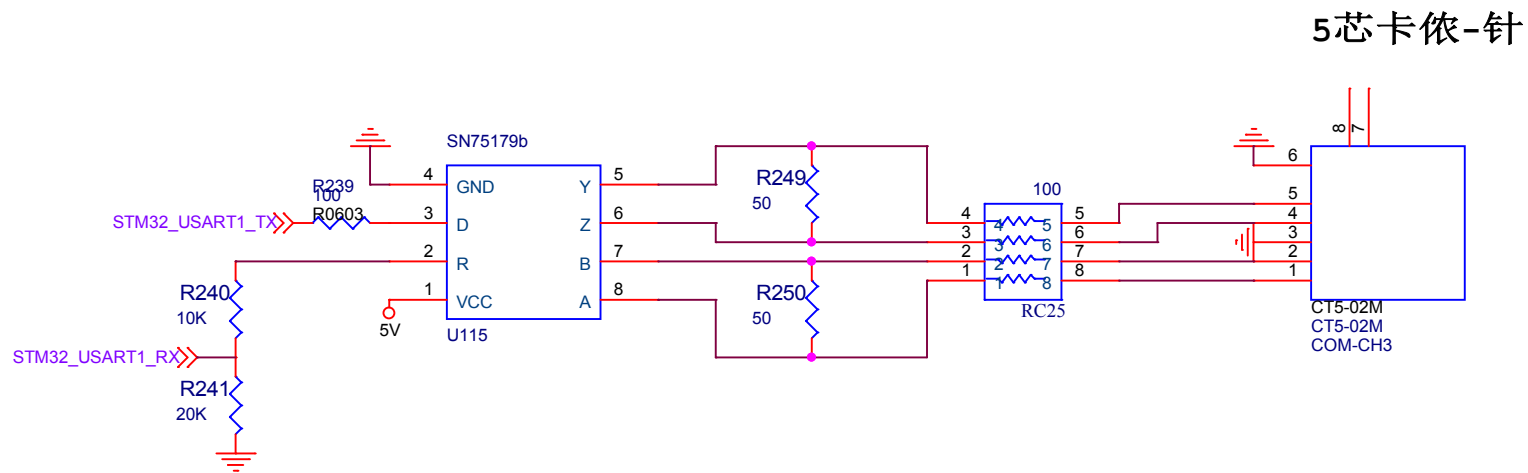 5芯卡侬-针
SN75179b
R239
100
R0603
STM32_USART1_TX
4
GND
3
D
2
R
1
VCC
5V
U115
Y
5
Z
6
B
7
A
8
R240
10K
STM32_USART1_RX
R241
20K
R249
50
R250
50
100
4
3
2
1
4
3
2
1
5
6
7
8
5
6
7
8
RC25
8
7
6
5
4
3
2
1
CT5-02M
CT5-02M
COM-CH3